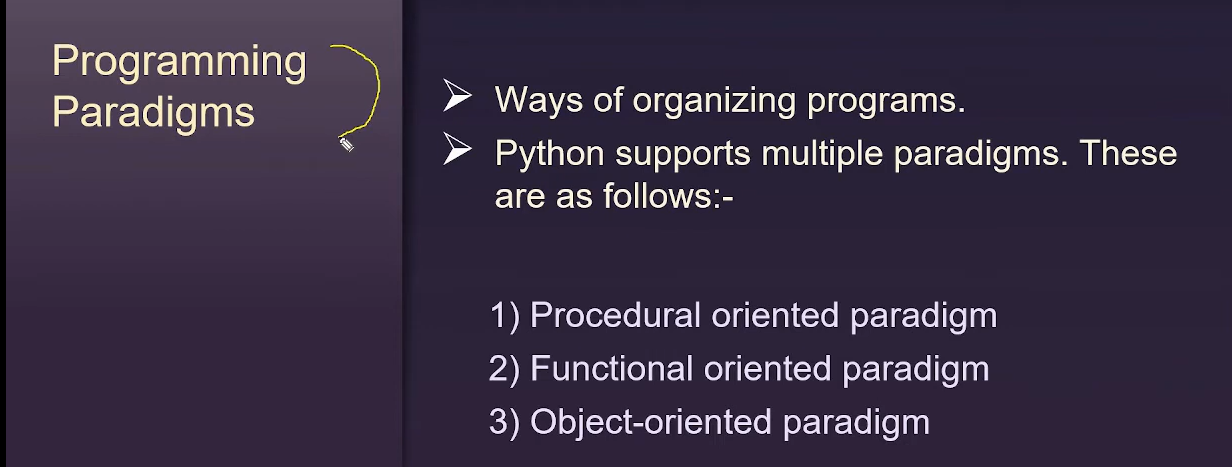 Programming
Paradigms
Ways of organizing programs.
Python supports multiple paradigms. These
are as follows:-
1) Procedural oriented paradigm
2) Functional oriented paradigm
3) Object-oriented paradigm